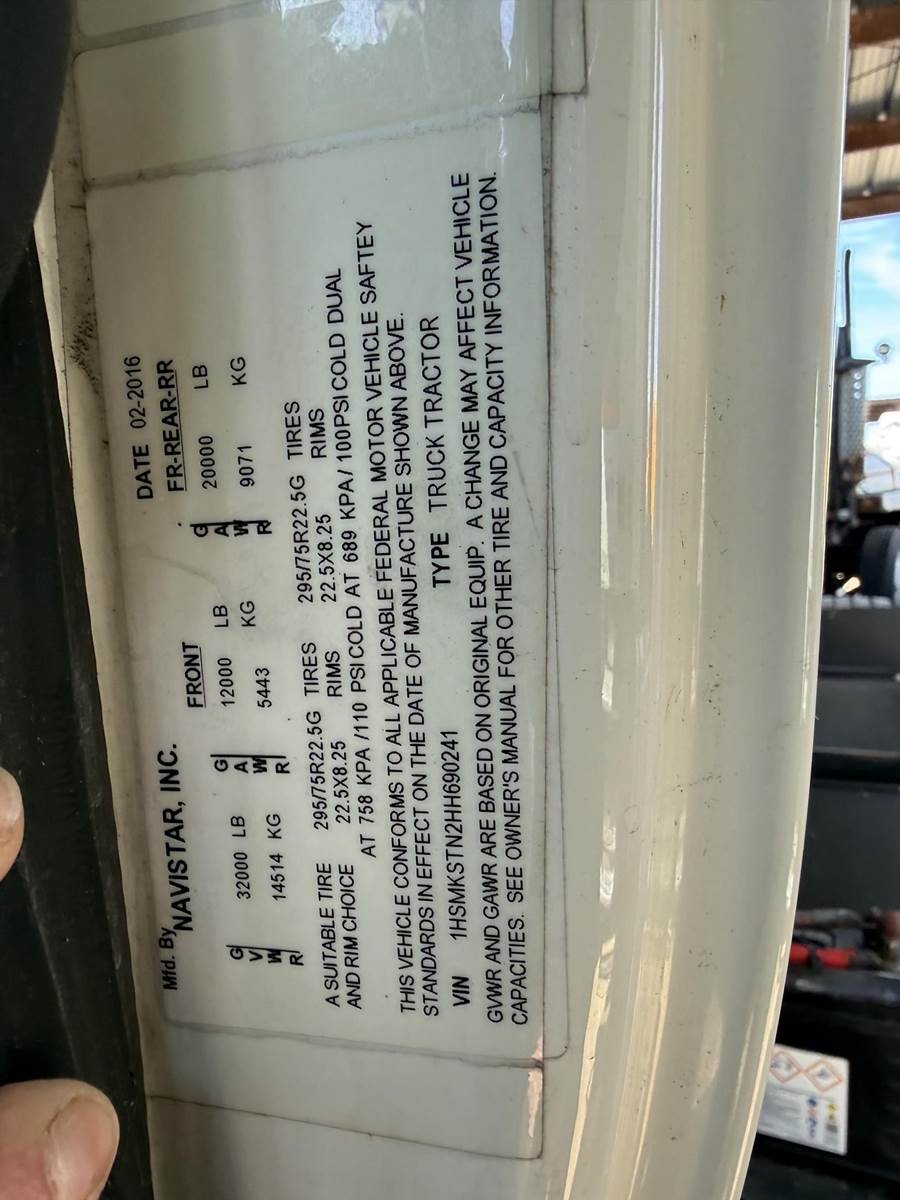 Mfd. By NAVISTAR, INC. DATE 02-2016
FRONT FR-REAR-RR
GVWR 32000 LB GAWR 12000 LB GAWR 20000 LB
14514 KG 5443 KG 9071 KG
A SUITABLE TIRE 295/75R22.5G TIRES 295/75R22.5G TIRES
AND RIM CHOICE 22.5X8.25 RIMS 22.5X8.25 RIMS
AT 758 KPA /110 PSI COLD AT 689 KPA / 100PSI COLD DUAL
THIS VEHICLE CONFORMS TO ALL APPLICABLE FEDERAL MOTOR VEHICLE SAFTEY
STANDARDS IN EFFECT ON THE DATE OF MANUFACTURE SHOWN ABOVE.
VIN 1HSMKSTN2HH690241 TYPE TRUCK TRACTOR
GVWR AND GAWR ARE BASED ON ORIGINAL EQUIP. A CHANGE MAY AFFECT VEHICLE
CAPACITIES. SEE OWNER'S MANUAL FOR OTHER TIRE AND CAPACITY INFORMATION.